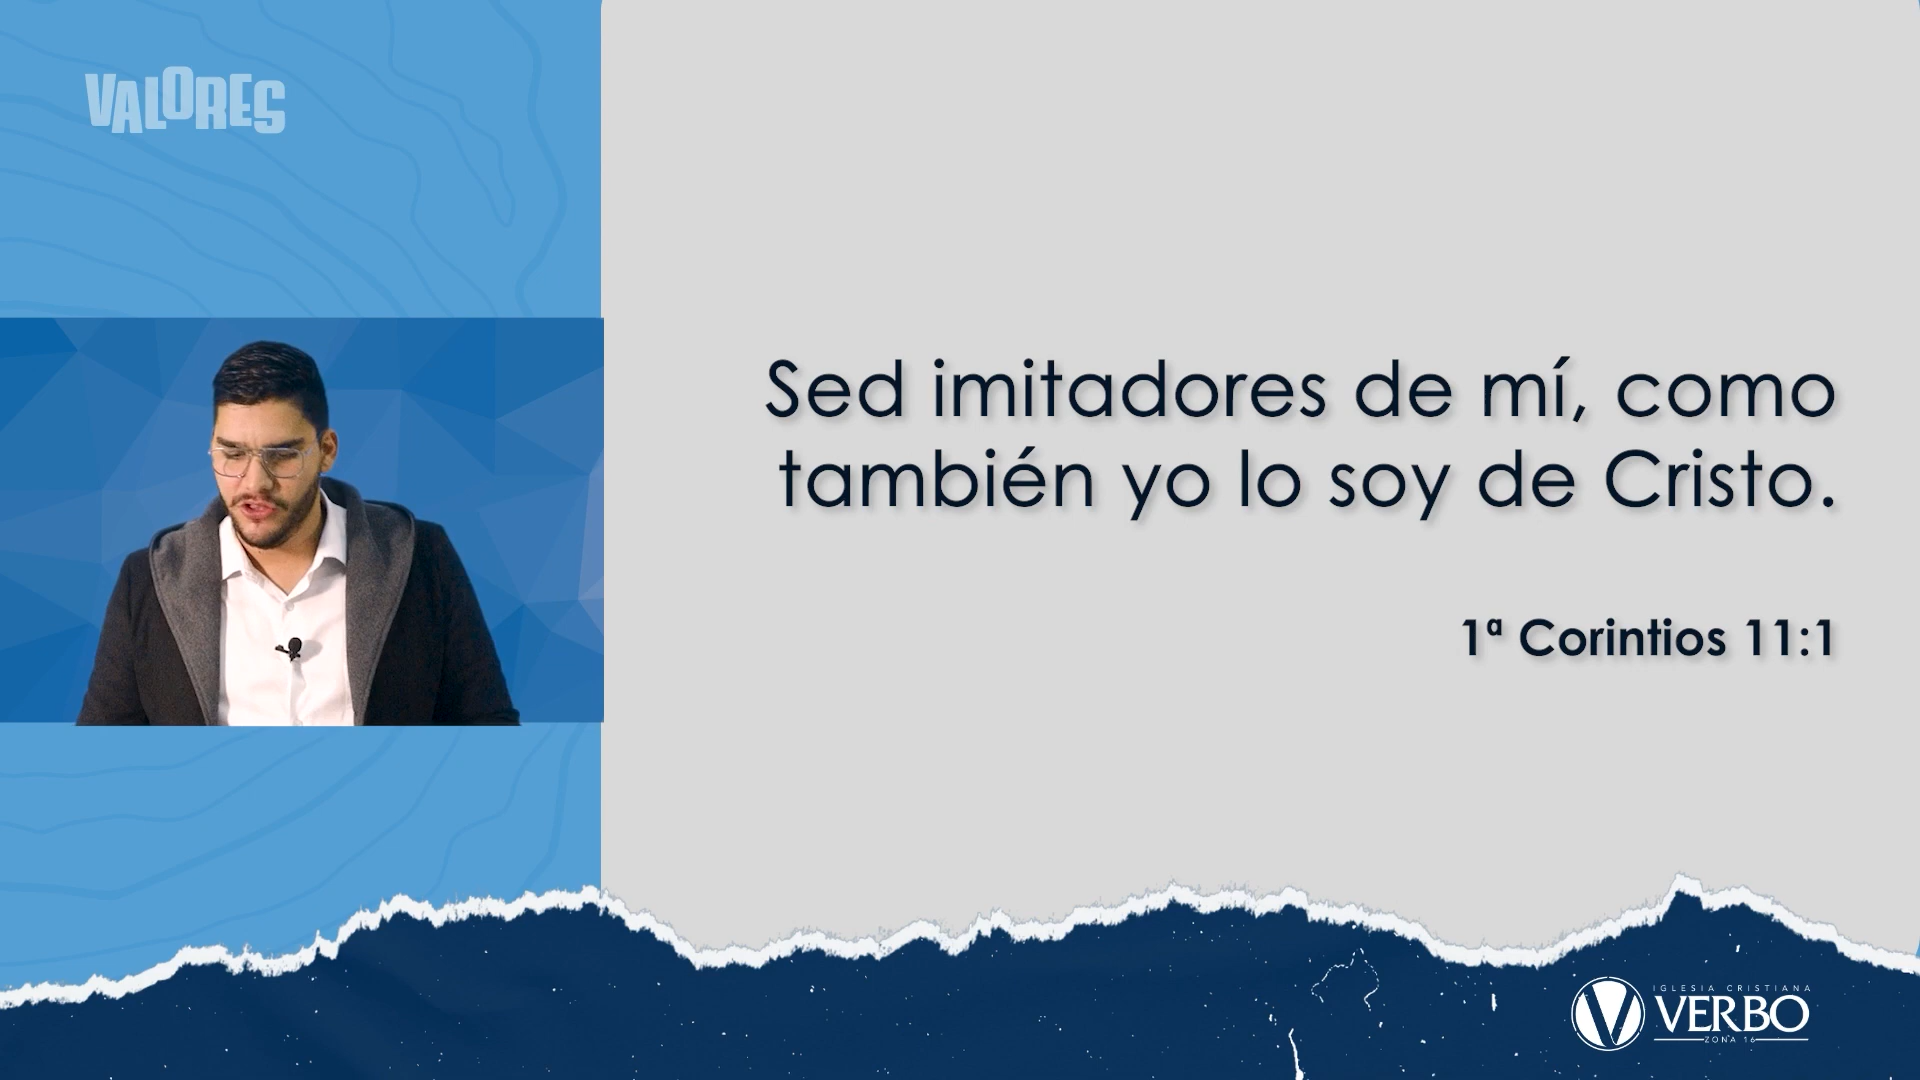 VALORES
Sed imitadores de mí, como
también yo lo soy de Cristo.
1ª Corintios 11:1
IGLESIA CRISTIANA
VERBO
ZONA 16